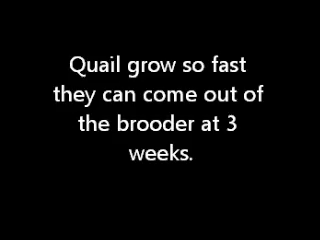 Quail grow so fast
they can come out of
the brooder at 3
weeks.